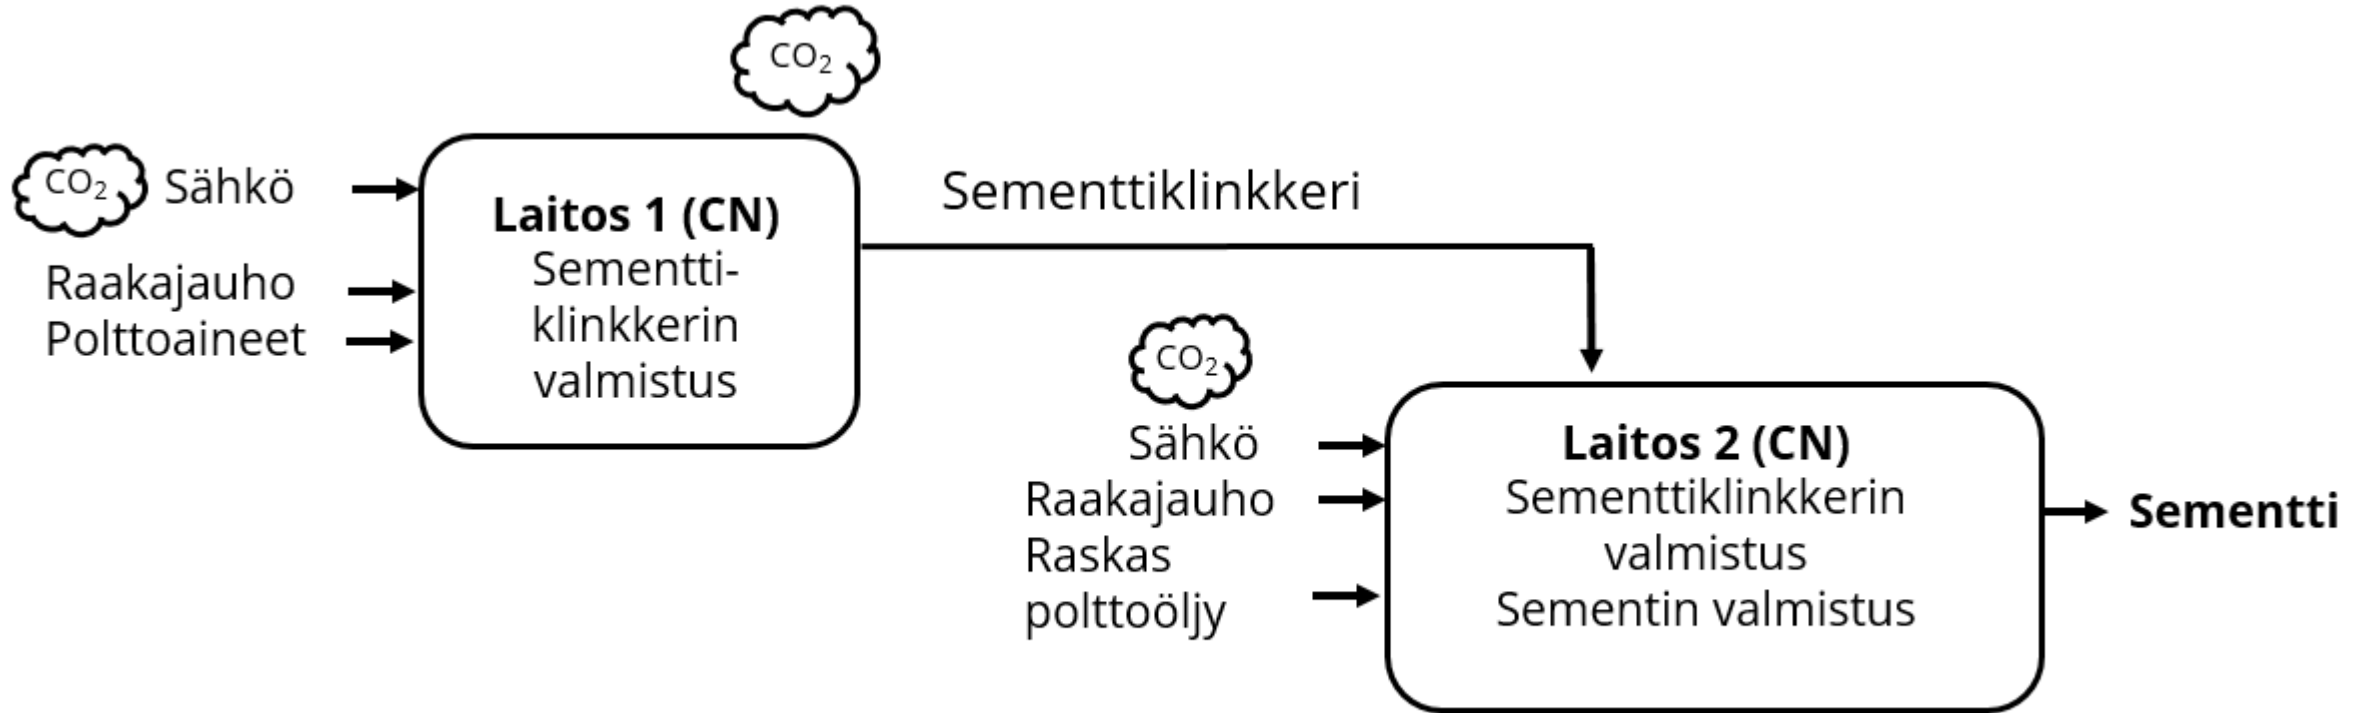 CO₂
CO₂ Sähkö
Raakajauho
Polttoaineet
Laitos 1 (CN)
Sementti-
klinkkerin
valmistus
Sementtiklinkkeri
CO₂
Sähkö
Raakajauho
Raskas
polttoöljy
Laitos 2 (CN)
Sementtiklinkkerin
valmistus
Sementin valmistus
Sementti